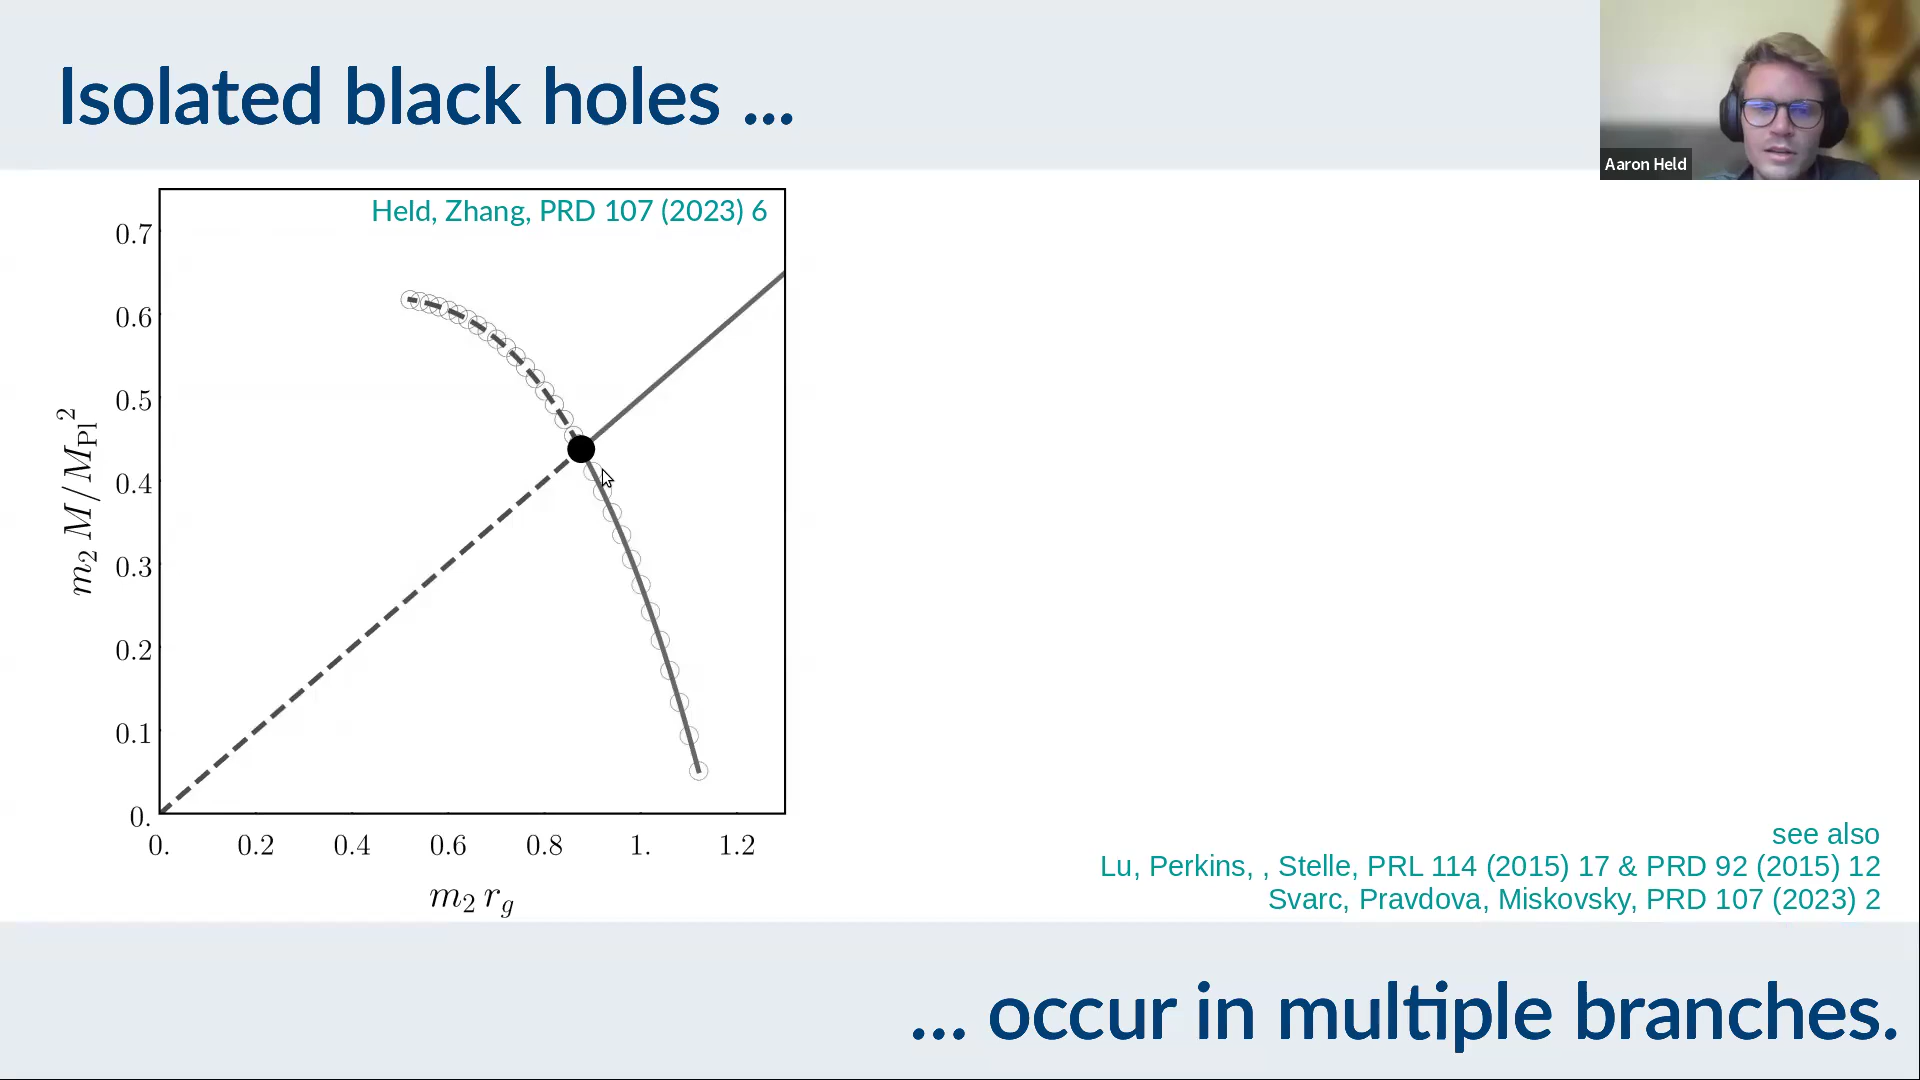 Isolated black holes ...
Aaron Held
Held, Zhang, PRD 107 (2023) 6
0.7
0.6
0.5
0.4
0.3
0.2
0.1
0.
m₂ M/M_Pl²
0. 0.2 0.4 0.6 0.8 1. 1.2
m₂ r_g
see also
Lu, Perkins, , Stelle, PRL 114 (2015) 17 & PRD 92 (2015) 12
Svarc, Pravdova, Miskovsky, PRD 107 (2023) 2
... occur in multiple branches.